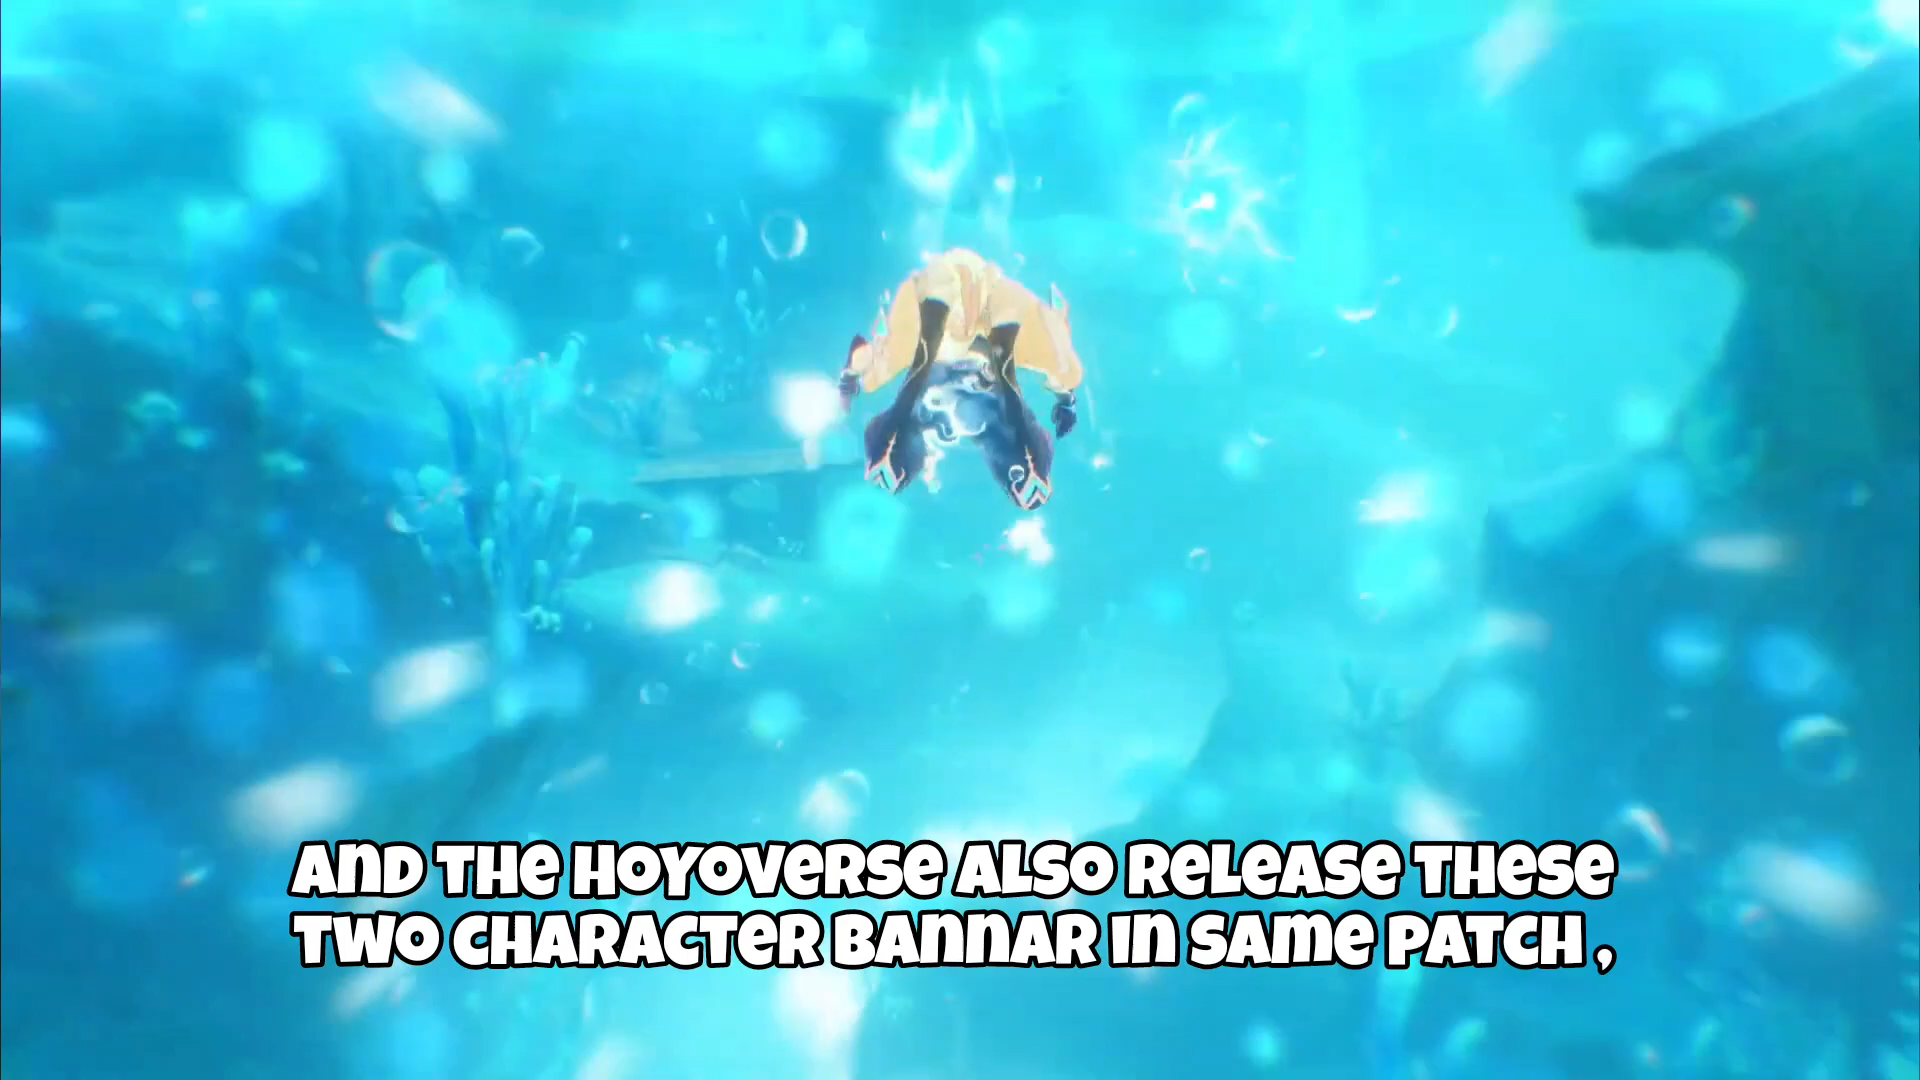 AND THE HOYOVERSE ALSO RELEASE THESE
TWO CHARACTER BANNAR IN SAME PATCH ,